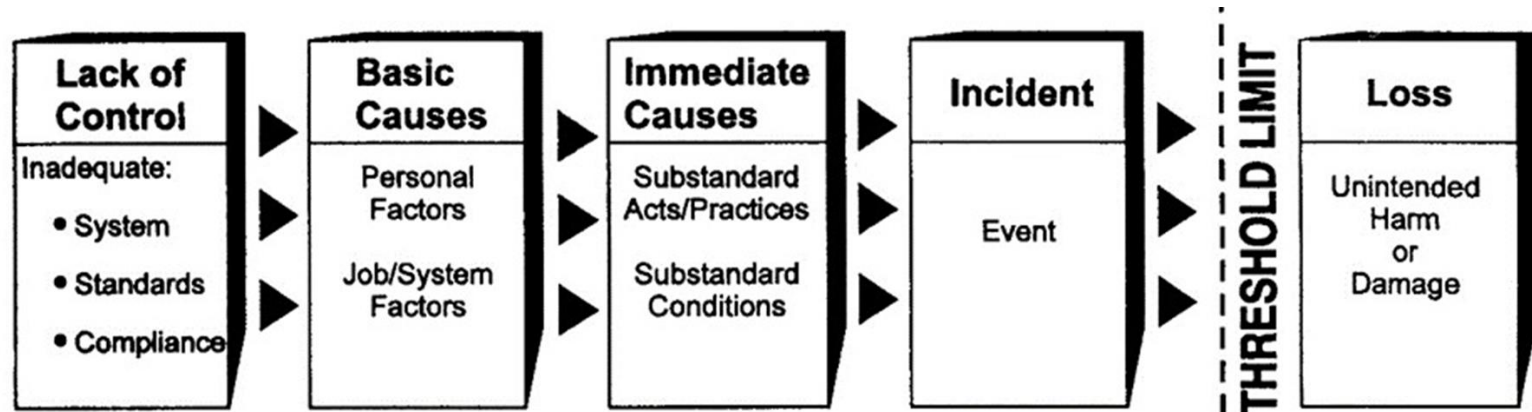 Lack of
Control
Inadequate:
• System
• Standards
• Compliance
Basic
Causes
Personal
Factors
Job/System
Factors
Immediate
Causes
Substandard
Acts/Practices
Substandard
Conditions
Incident
Event
THRESHOLD LIMIT
Loss
Unintended
Harm
or
Damage